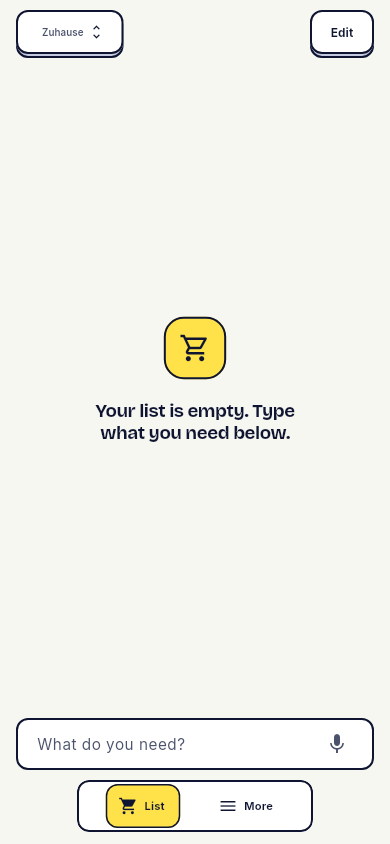 Zuhause
Edit
Your list is empty. Type
what you need below.
What do you need?
List
More